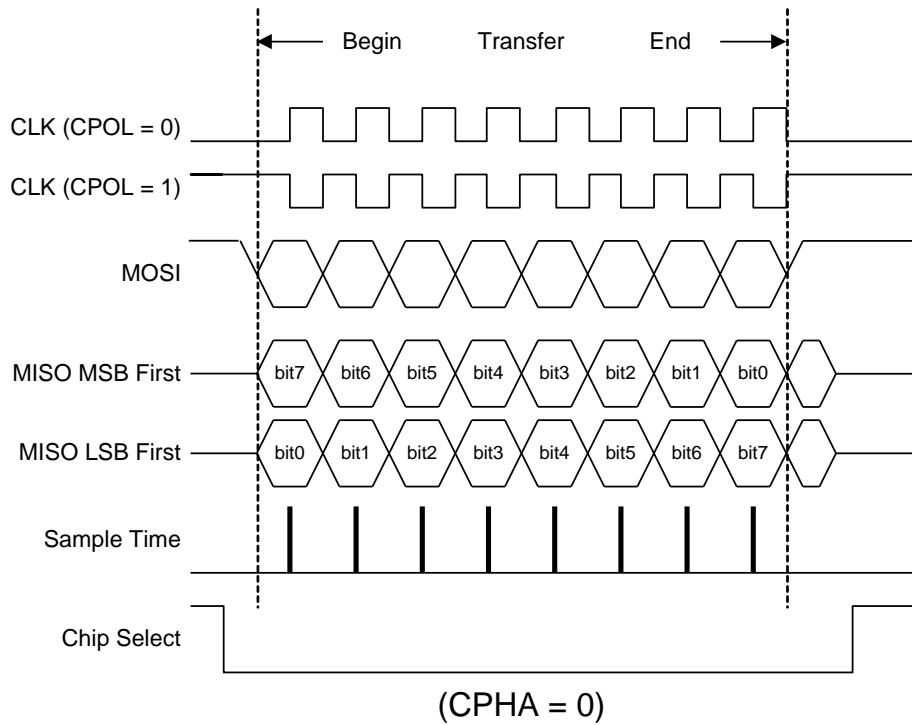 Begin Transfer End
CLK (CPOL = 0)
CLK (CPOL = 1)
MOSI
MISO MSB First bit7 bit6 bit5 bit4 bit3 bit2 bit1 bit0
MISO LSB First bit0 bit1 bit2 bit3 bit4 bit5 bit6 bit7
Sample Time
Chip Select
(CPHA = 0)